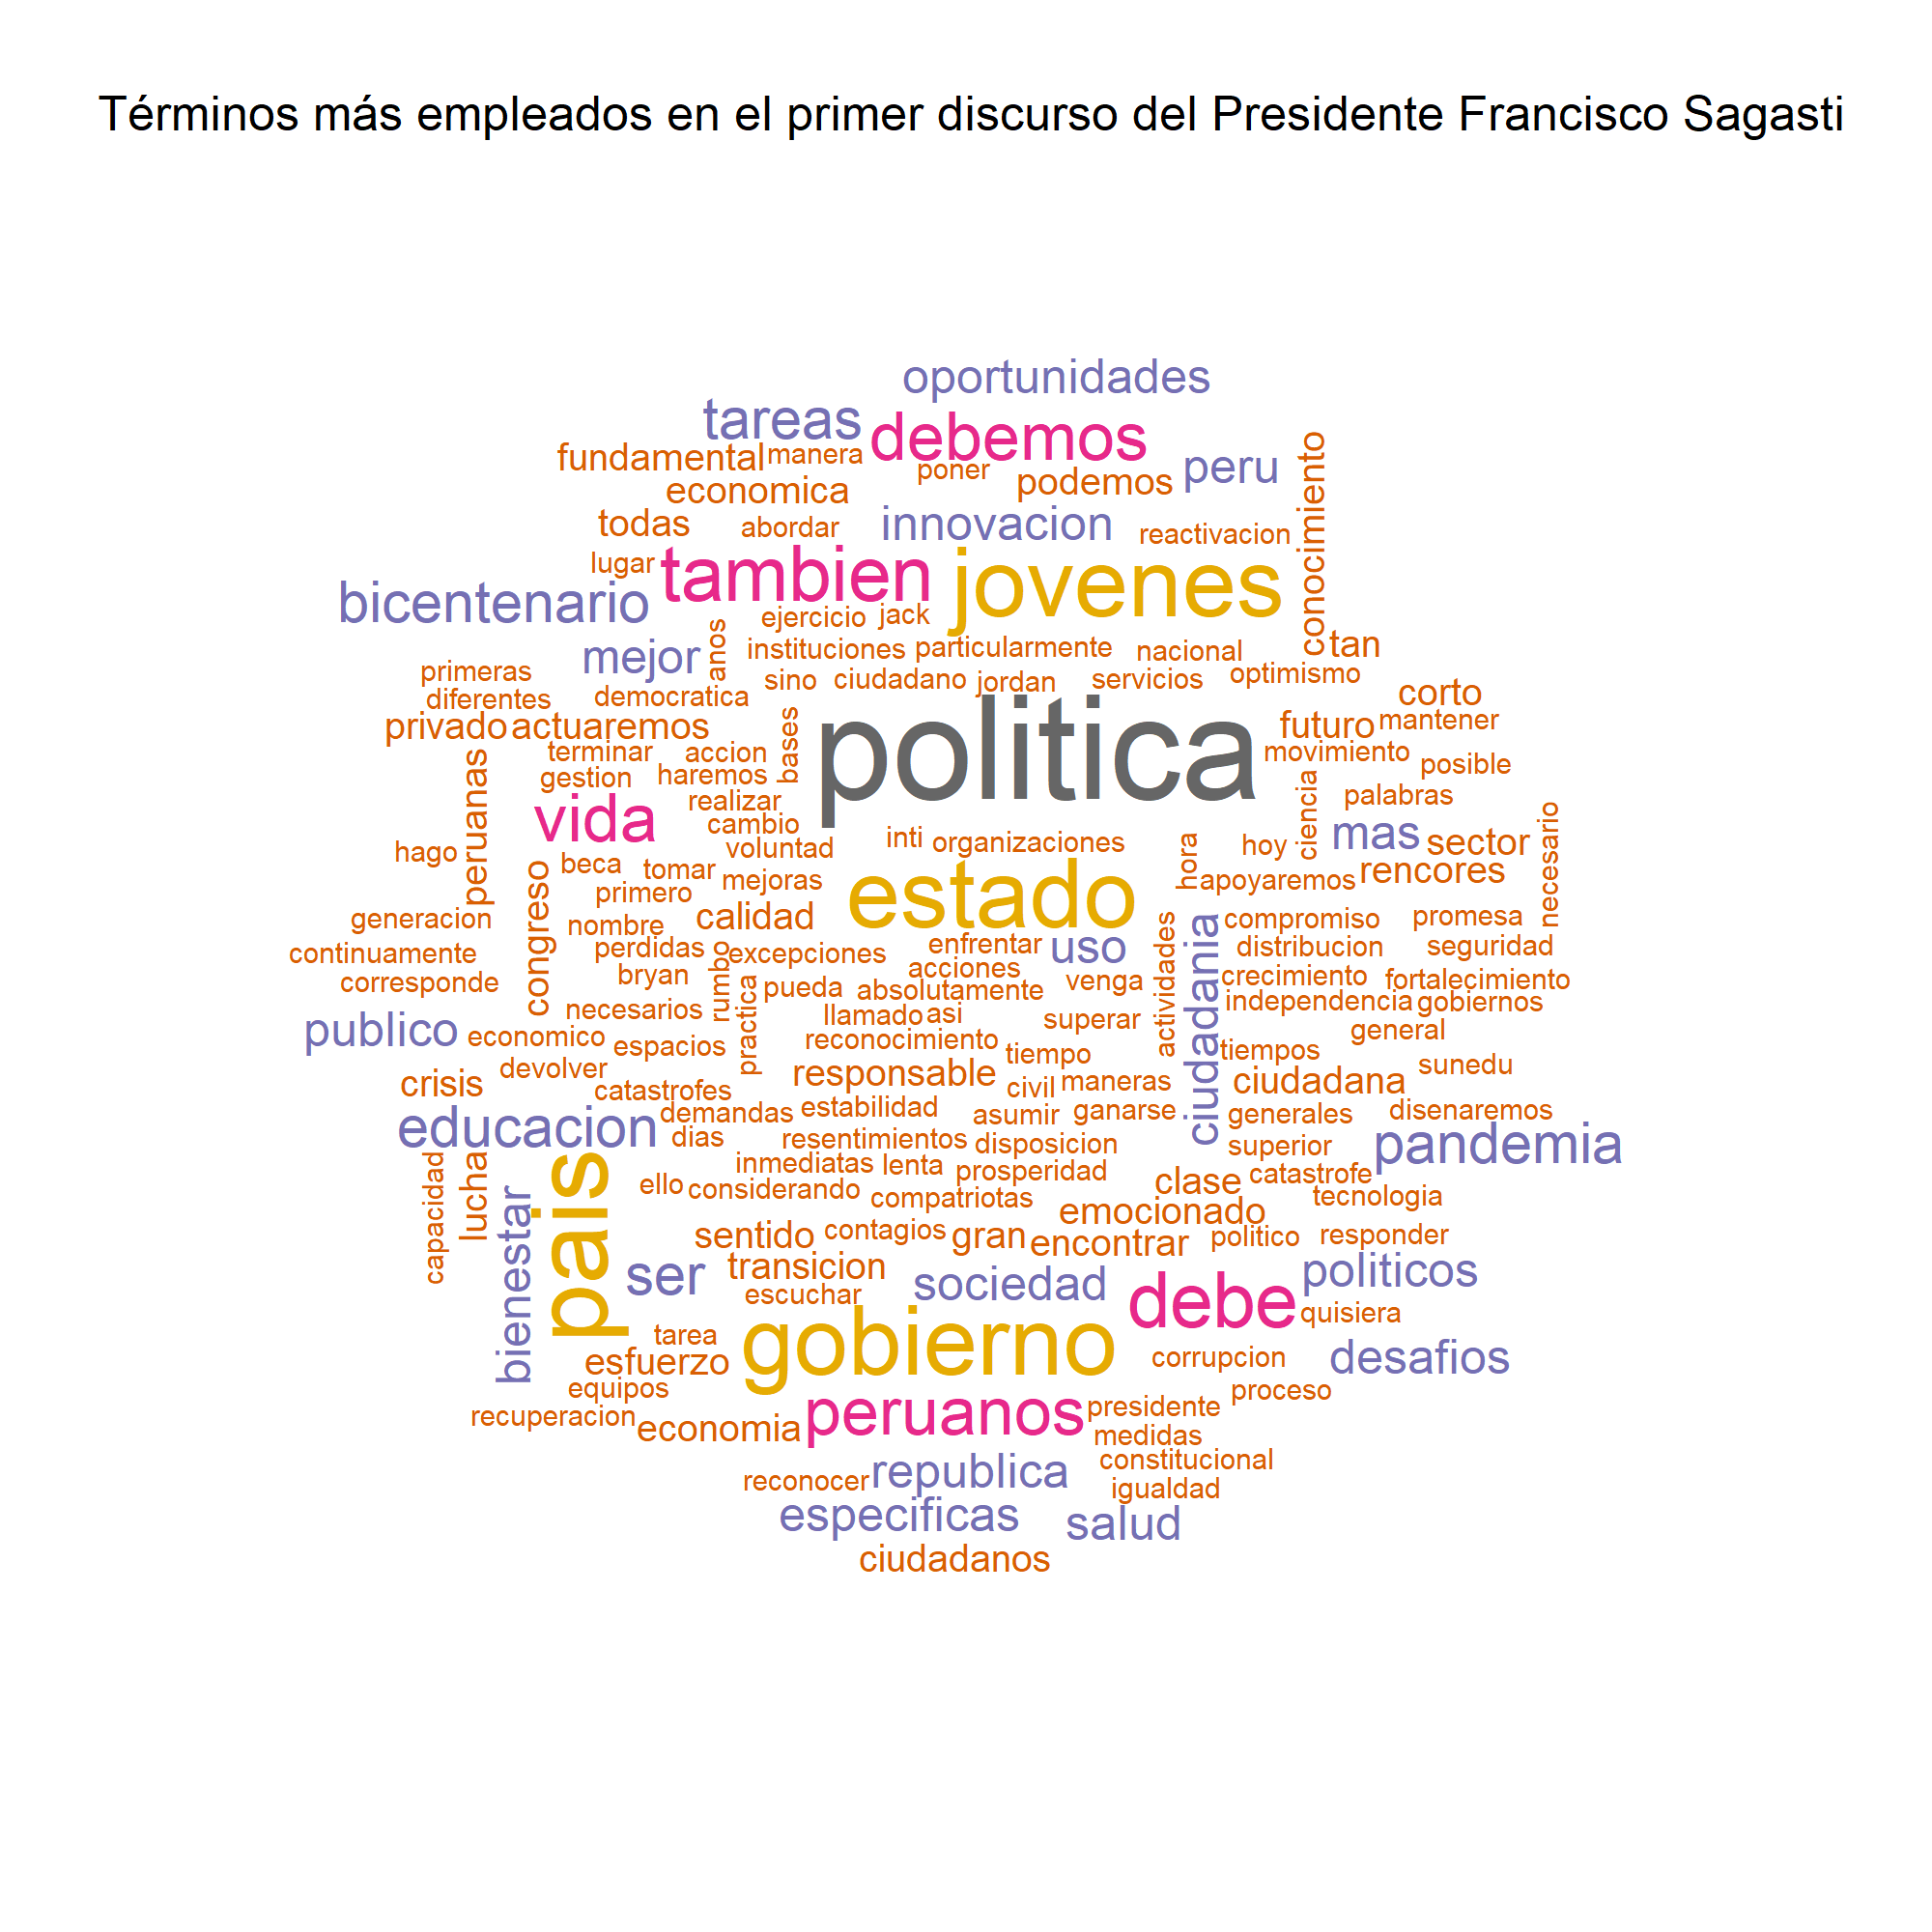 Términos más empleados en el primer discurso del Presidente Francisco Sagasti
oportunidades
tareas
debemos
fundamental
manera
poner
podemos
peru
conocimiento
economica
todas
abordar
innovacion
reactivacion
lugar
tambien
jovenes
bicentenario
ejercicio
jack
mejor
anos
instituciones
particularmente
nacional
tan
primeras
sino
ciudadano
jordan
servicios
optimismo
diferentes
democratica
corto
privado
actuaremos
bases
politica
futuro
mantener
terminar
accion
movimiento
posible
peruanas
gestion
haremos
realizar
ciencia
palabras
vida
cambio
mas
sector
necesario
hago
voluntad
inti
organizaciones
hora
hoy
beca
tomar
primero
mejoras
estado
apoyaremos
rencores
generacion
congreso
nombre
calidad
compromiso
promesa
continuamente
perdidas
excepciones
enfrentar
uso
actividades
ciudadania
distribucion
seguridad
corresponde
bryan
rumbo
practica
pueda
acciones
absolutamente
venga
crecimiento
fortalecimiento
necesarios
llamado
asi
superar
independencia
gobiernos
publico
economico
espacios
reconocimiento
tiempo
tiempos
general
devolver
crisis
catastrofes
responsable
civil
maneras
ciudadana
sunedu
educacion
demandas
estabilidad
asumir
ganarse
generales
disenaremos
dias
resentimientos
disposicion
superior
pandemia
capacidad
lucha
pais
inmediatas
lenta
prosperidad
clase
catastrofe
ello
considerando
compatriotas
tecnologia
bienestar
emocionado
sentido
contagios
gran
encontrar
politico
responder
ser
transicion
escuchar
sociedad
debe
politicos
quisiera
tarea
gobierno
esfuerzo
corrupcion
desafios
equipos
proceso
recuperacion
economia
peruanos
presidente
medidas
reconocer
republica
constitucional
igualdad
especificas
salud
ciudadanos